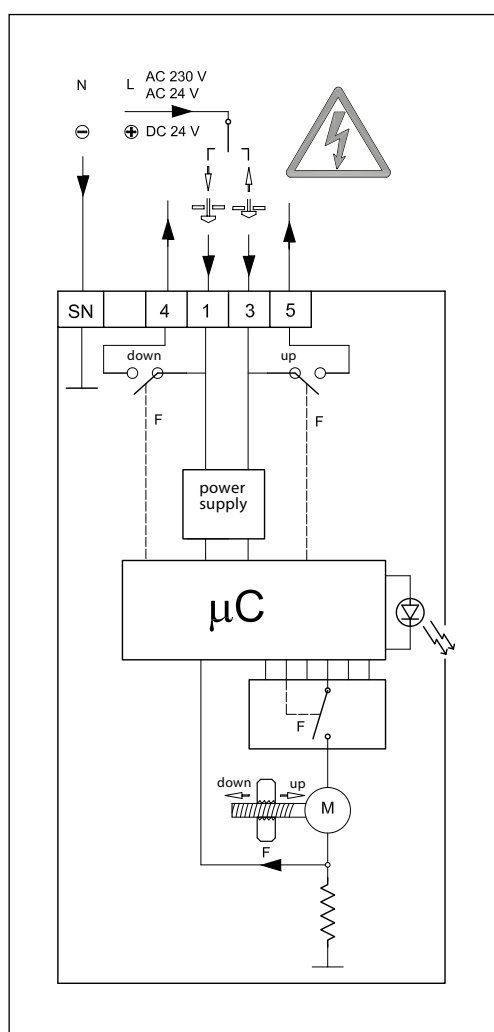 N L AC 230 V
AC 24 V
⊖ ⊕ DC 24 V
SN 4 1 3 5
down up
F F
power
supply
µC
F
down up
M
F